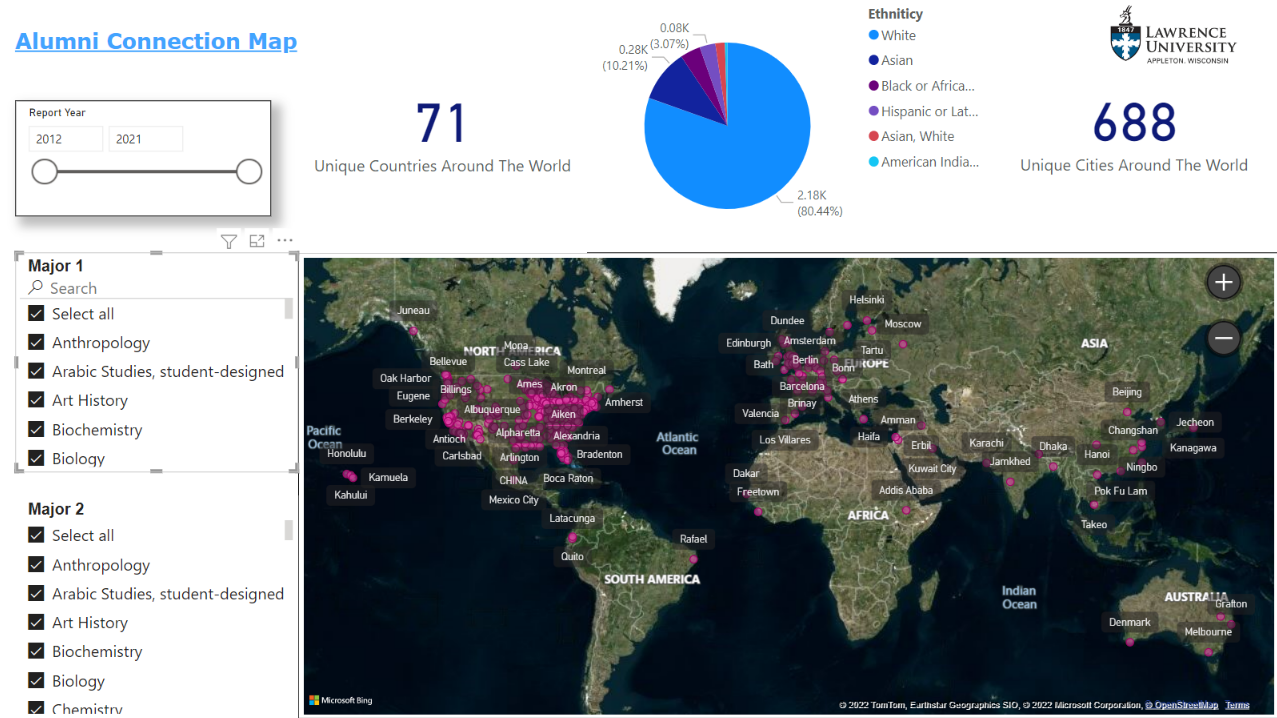 Alumni Connection Map
Report Year
2012
2021
71
Unique Countries Around The World
0.08K
(3.07%)
0.28K
(10.21%)
2.18K
(80.44%)
Ethniticy
White
Asian
Black or Africa...
Hispanic or Lat...
Asian, White
American India...
1847
LAWRENCE
UNIVERSITY
APPLETON, WISCONSIN
688
Unique Cities Around The World
Major 1
Search
Select all
Anthropology
Arabic Studies, student-designed
Art History
Biochemistry
Biology
Major 2
Select all
Anthropology
Arabic Studies, student-designed
Art History
Biochemistry
Biology
Chemistry
Juneau
NORTH AMERICA
Mona
Cass Lake
Bellevue
Montreal
Oak Harbor
Billings
Ames
Akron
Eugene
Amherst
Albuquerque
Aiken
Berkeley
Alpharetta
Alexandria
Antioch
Carlsbad
Arlington
Bradenton
Pacific
Ocean
Honolulu
Kamuela
Kahului
CHINA
Boca Raton
Mexico City
Latacunga
Quito
Rafael
SOUTH AMERICA
Atlantic
Ocean
Helsinki
Dundee
Moscow
Edinburgh
Amsterdam
Tartu
Bath
Berlin
Bonn
EUROPE
Barcelona
Brinay
Athens
Valencia
Amman
Los Villares
Haifa
Erbil
Kuwait City
Dakar
Freetown
Addis Ababa
AFRICA
ASIA
Beijing
Jecheon
Changshan
Karachi
Dhaka
Kanagawa
Hanoi
Jamkhed
Ningbo
Pok Fu Lam
Takeo
Indian
Ocean
AUSTRALIA
Grafton
Denmark
Melbourne
Microsoft Bing
© 2022 TomTom, Earthstar Geographics SIO, © 2022 Microsoft Corporation, © OpenStreetMap Terms